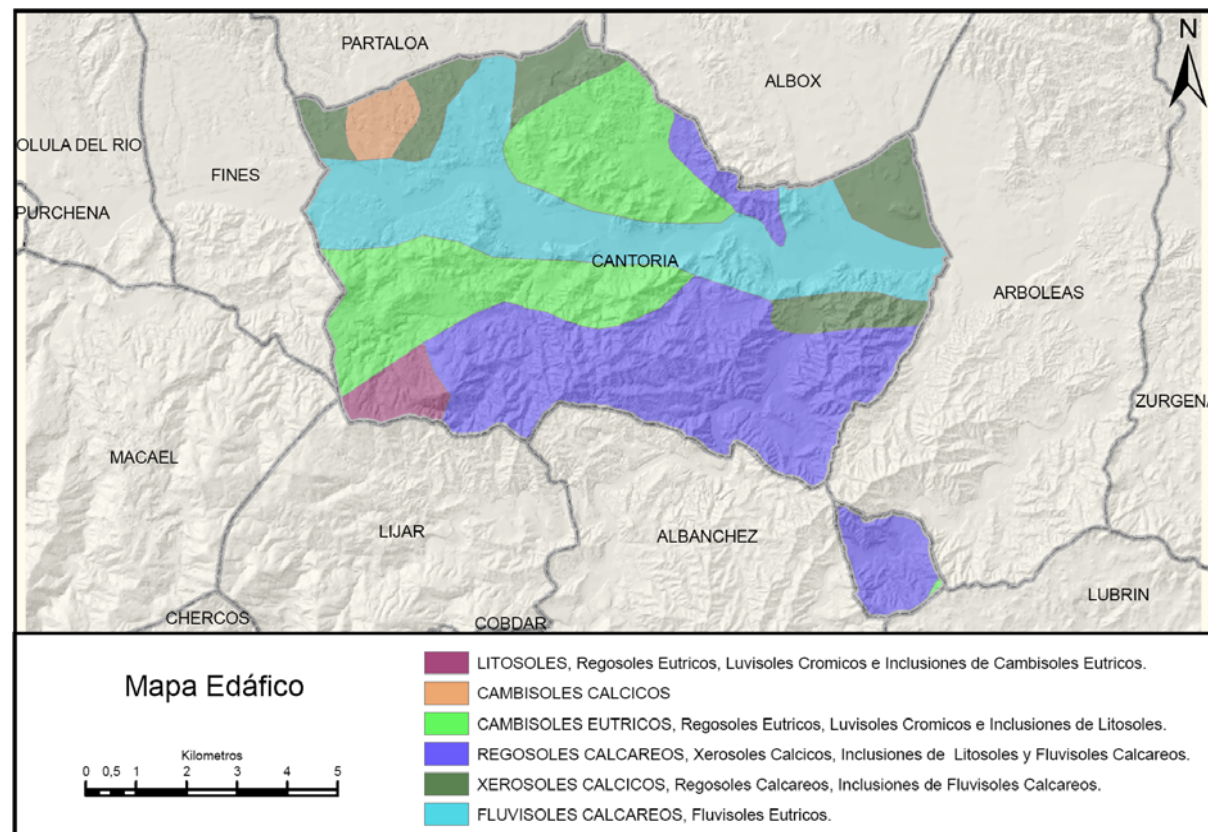 PARTALOA
N
ALBOX
OLULA DEL RIO
FINES
PURCHENA
CANTORIA
ARBOLEAS
ZURGENA
MACAEL
LIJAR
ALBANCHEZ
LUBRIN
CHERCOS
COBDAR
Mapa Edáfico
Kilometros
0 0,5 1 2 3 4 5
LITOSOLES, Regosoles Eutricos, Luvisoles Cromicos e Inclusiones de Cambisoles Eutricos.
CAMBISOLES CALCICOS
CAMBISOLES EUTRICOS, Regosoles Eutricos, Luvisoles Cromicos e Inclusiones de Litosoles.
REGOSOLES CALCAREOS, Xerosoles Calcicos, Inclusiones de Litosoles y Fluvisoles Calcareos.
XEROSOLES CALCICOS, Regosoles Calcareos, Inclusiones de Fluvisoles Calcareos.
FLUVISOLES CALCAREOS, Fluvisoles Eutricos.